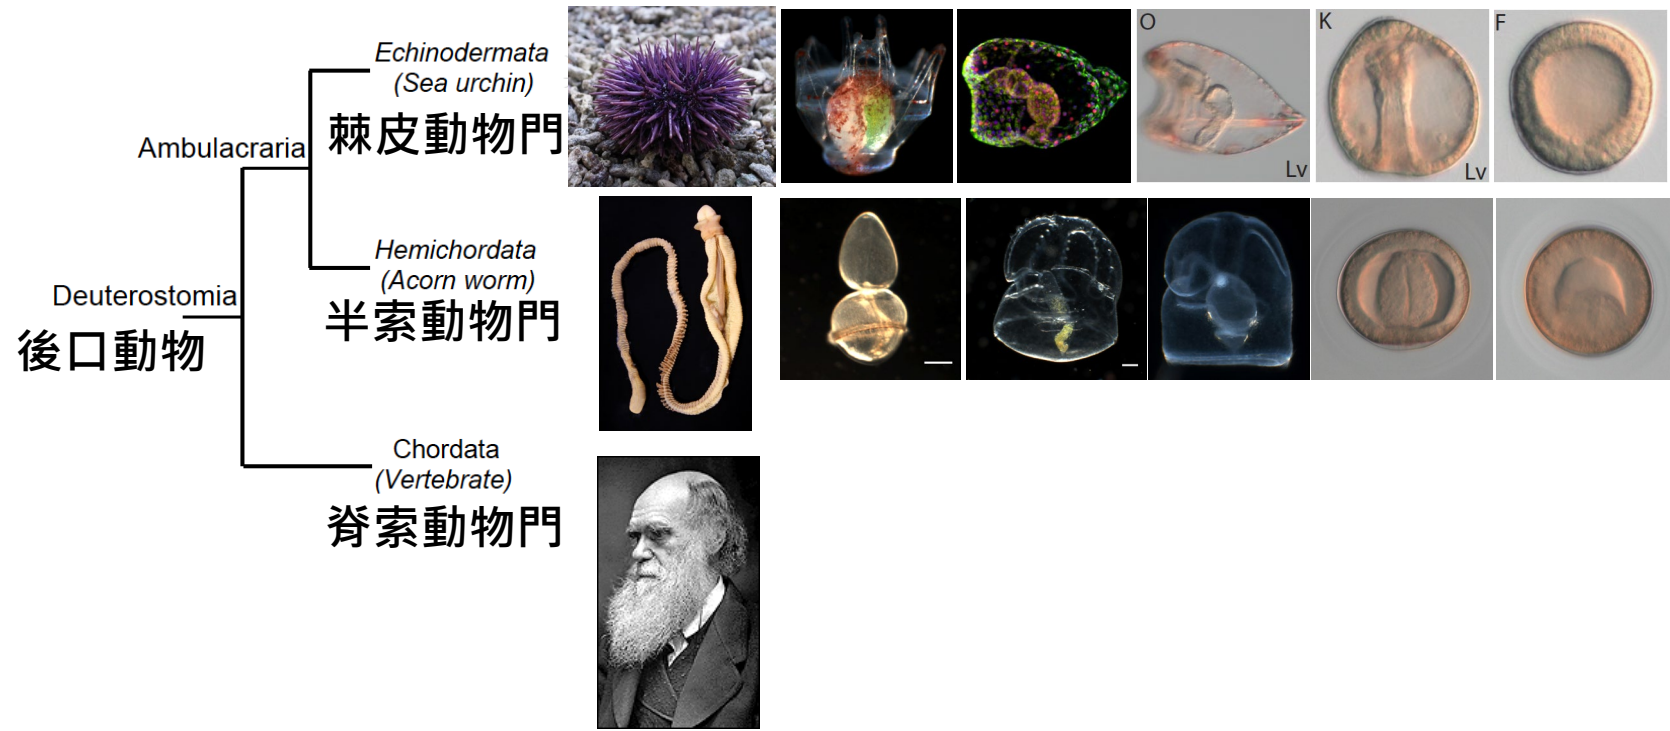 Echinodermata
(Sea urchin)
棘皮動物門
Ambulacraria
Hemichordata
(Acorn worm)
半索動物門
Deuterostomia
後口動物
Chordata
(Vertebrate)
脊索動物門
O
Lv
K
Lv
F